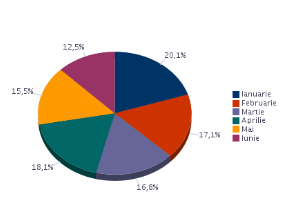 12,5%
20,1%
15,5%
17,1%
18,1%
16,8%
Ianuarie
Februarie
Martie
Aprilie
Mai
Iunie